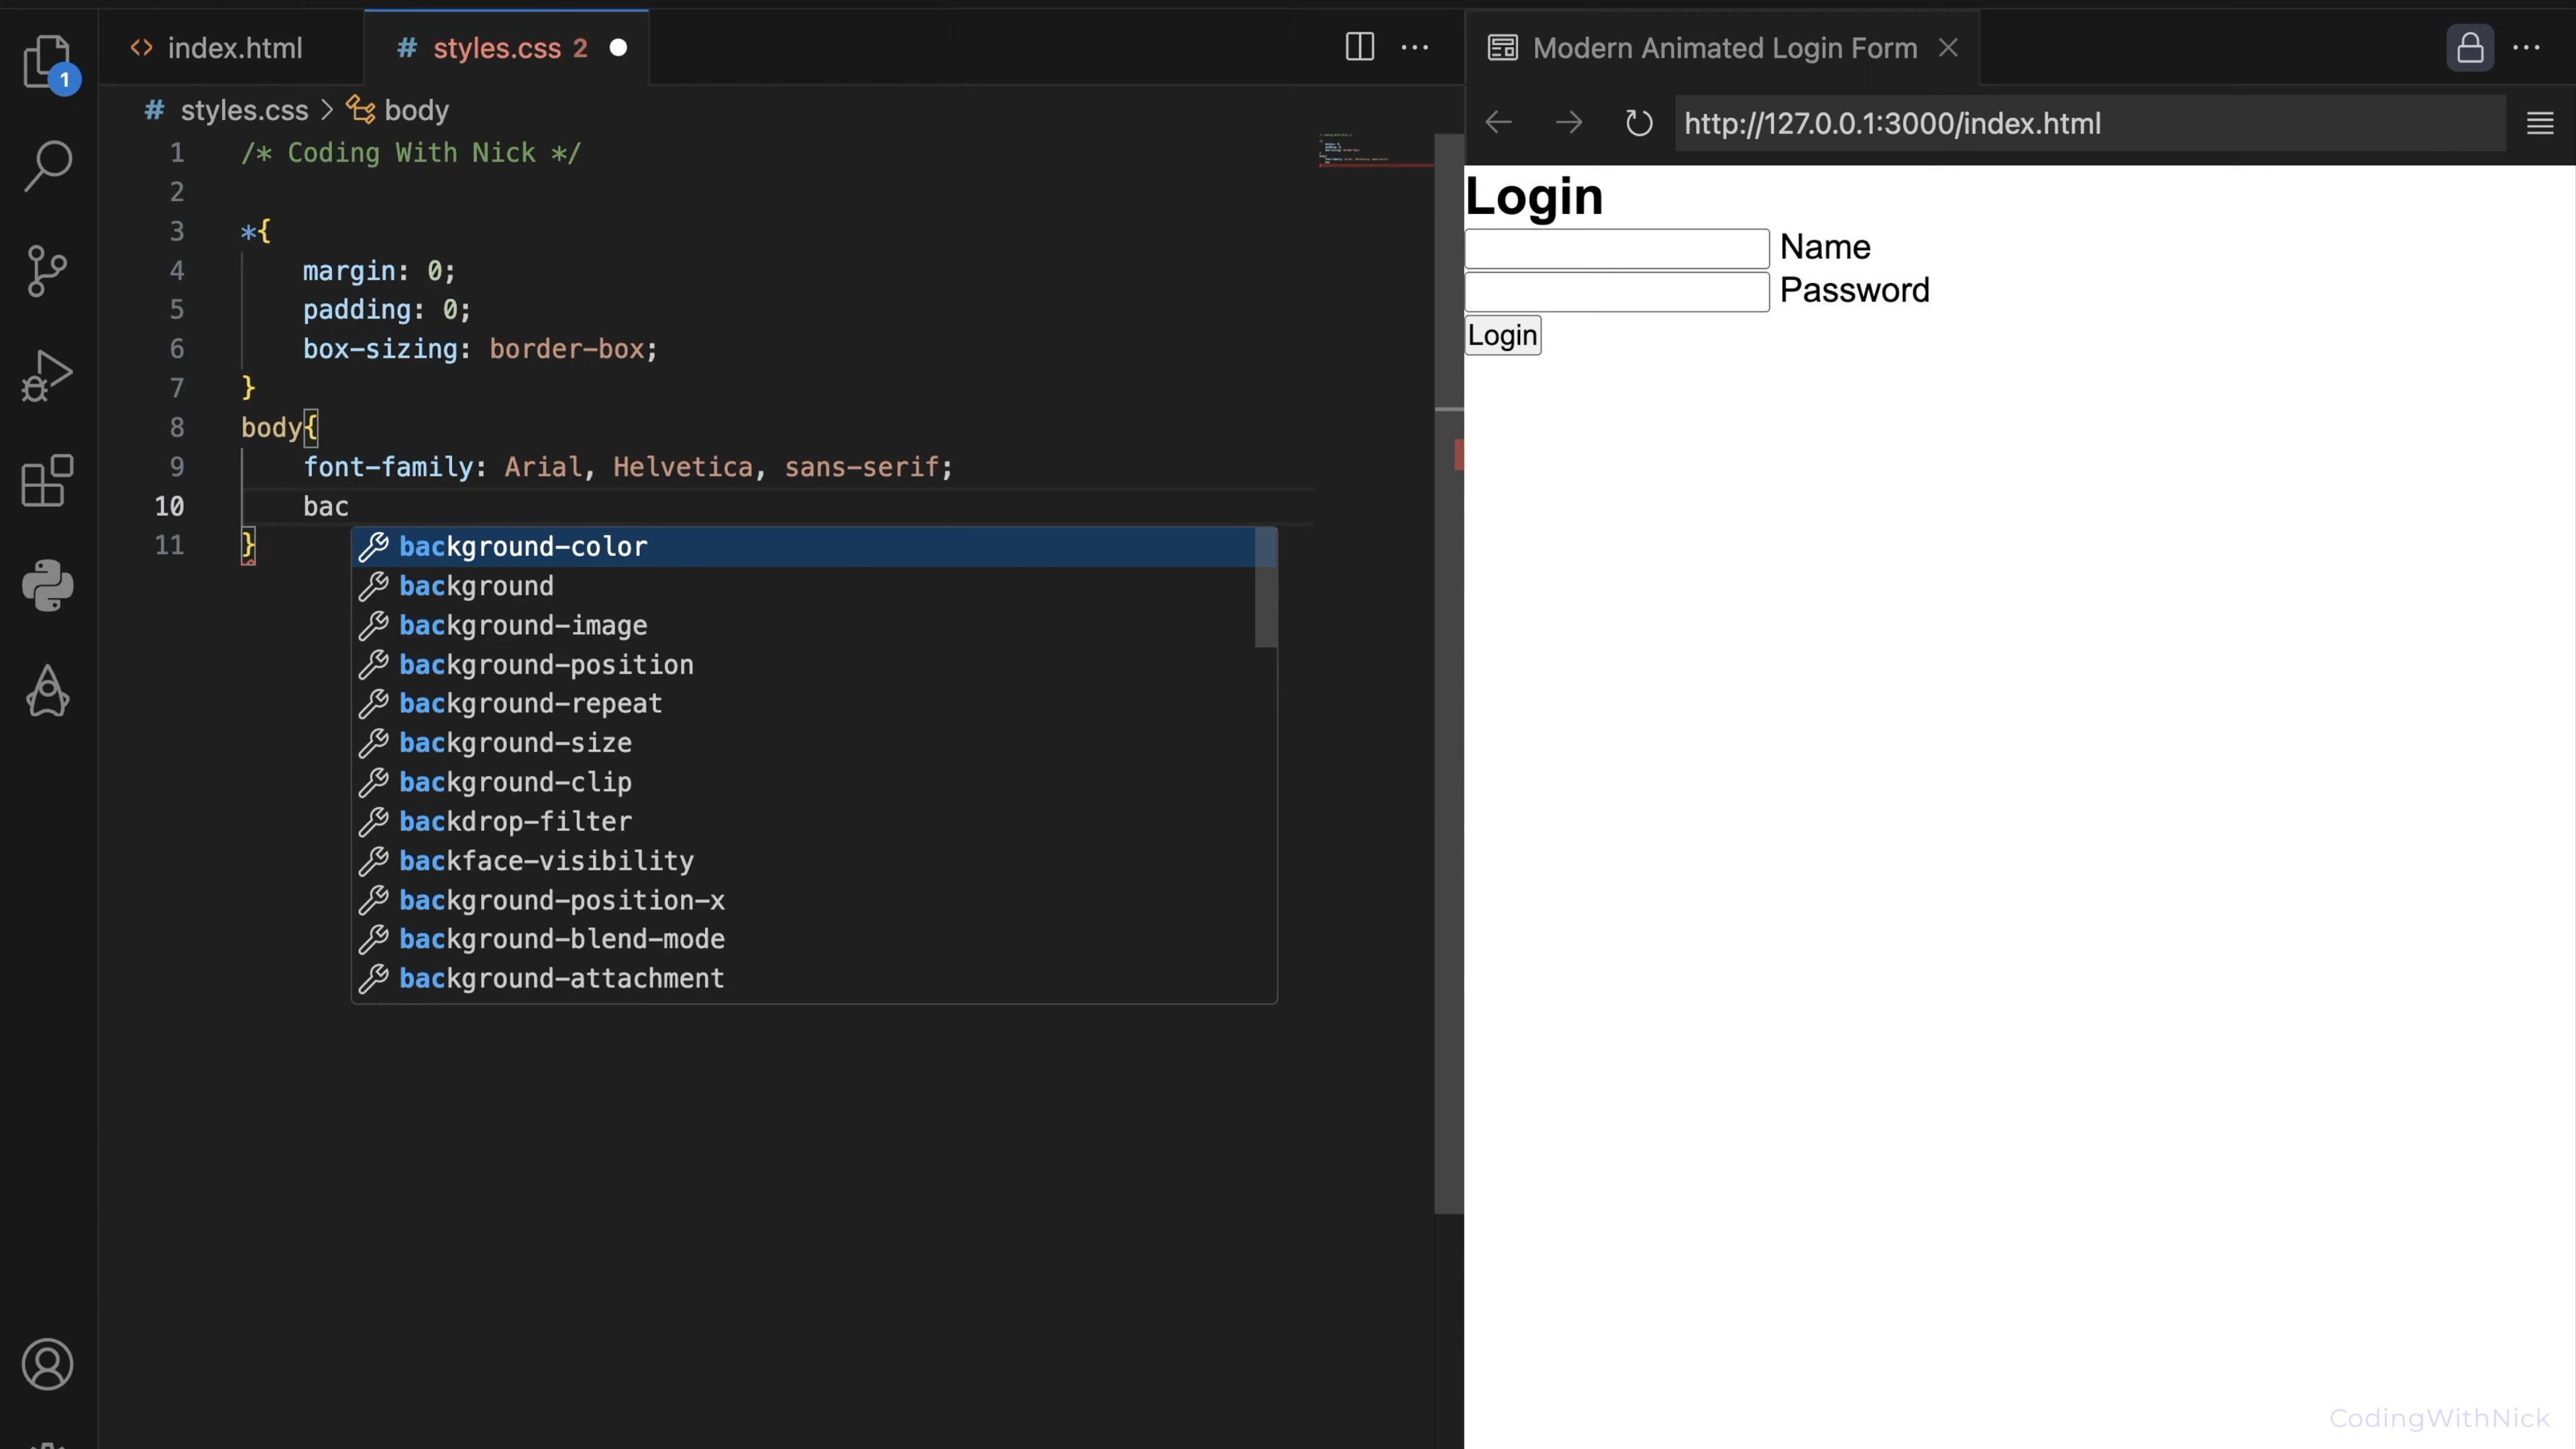 index.html
# styles.css 2
Modern Animated Login Form
1
# styles.css > body
http://127.0.0.1:3000/index.html
1 /* Coding With Nick */
2
3 *{
4 margin: 0;
5 padding: 0;
6 box-sizing: border-box;
7 }
8 body{
9 font-family: Arial, Helvetica, sans-serif;
10 bac
11 }
background-color
background
background-image
background-position
background-repeat
background-size
background-clip
backdrop-filter
backface-visibility
background-position-x
background-blend-mode
background-attachment
Login
Name
Password
Login
CodingWithNick